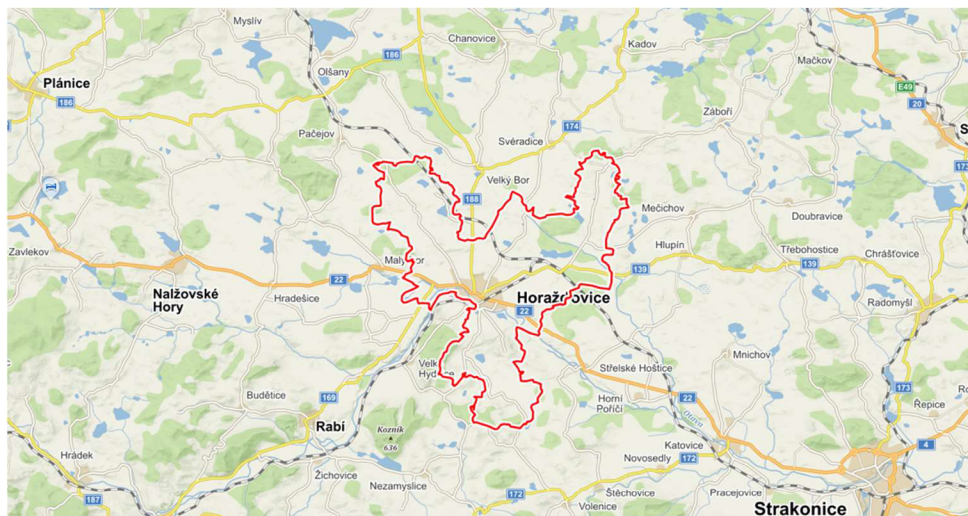 Myslív
Chanovice
Kadov
186
Mačkov
Olšany
Plánice
186
E49
20
174
Záboří
Pačejov
Svéradice
173
Velký Bor
188
Mečichov
Doubravice
Hlupín
Třebohostice
Chrášťovice
Zavlekov
139
139
22
Nalžovské
Hory
Hradešice
Horažďovice
Radomyšl
22
Mnichov
Střelské Hoštice
173
Budětice
169
Horní
Poříčí
22
Řepice
Rabí
Kozník
636
Otava
Katovice
4
Hrádek
Žichovice
Novosedly
172
Nezamyslice
Štěchovice
Pracejovice
187
172
Volenice
Strakonice